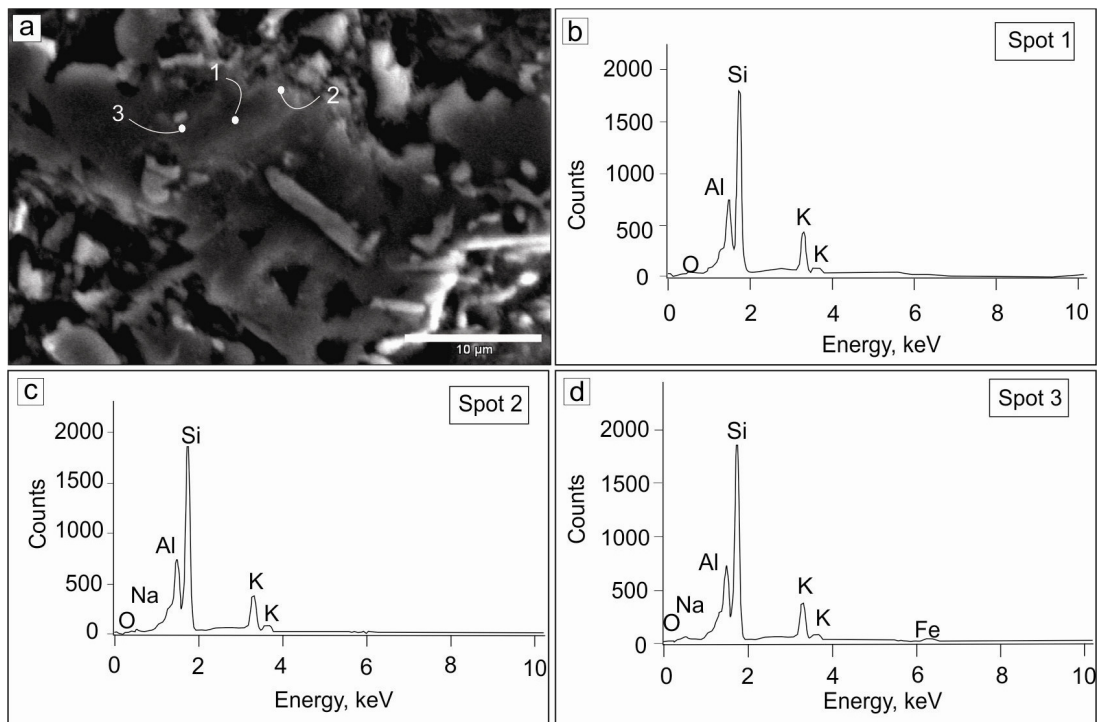 a
1
2
3
10 µm
b
Spot 1
2000
1500
1000
500
0
Counts
Si
Al
O
K
K
0 2 4 6 8 10
Energy, keV
c
Spot 2
2000
1500
1000
500
0
Counts
Si
Al
Na
O
K
K
0 2 4 6 8 10
Energy, keV
d
Spot 3
2000
1500
1000
500
0
Counts
Si
Al
Na
O
K
K
Fe
0 2 4 6 8 10
Energy, keV